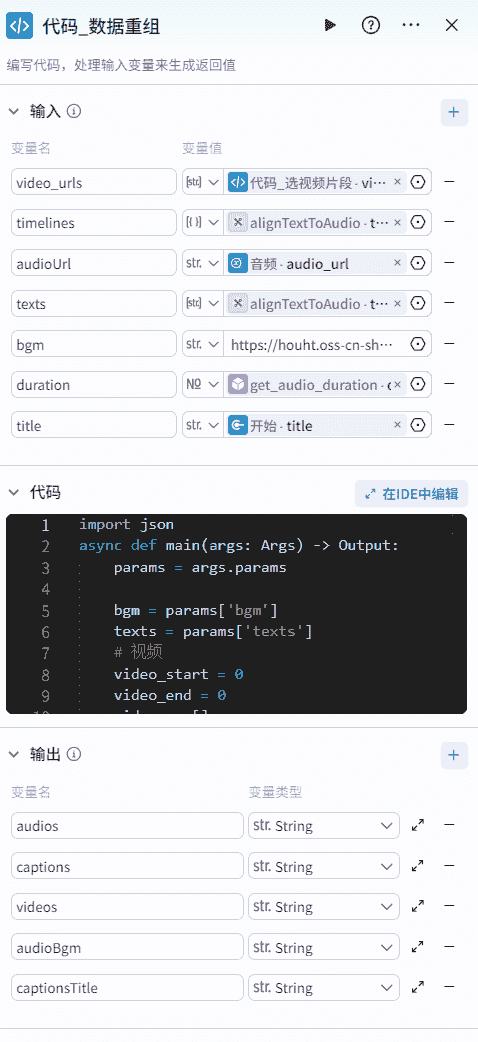 代码_数据重组
编写代码，处理输入变量来生成返回值
输入
变量名 变量值
video_urls [str] 代码_选视频片段 · vi···
timelines [{}] alignTextToAudio · t···
audioUrl str. 音频 · audio_url
texts [str] alignTextToAudio · t···
bgm str. https://houht.oss-cn-sh···
duration № get_audio_duration ·
title str. 开始 · title
代码 在IDE中编辑
1 import json
2 async def main(args: Args) -> Output:
3 params = args.params
4
5 bgm = params['bgm']
6 texts = params['texts']
7 # 视频
8 video_start = 0
9 video_end = 0
输出
变量名 变量类型
audios str. String
captions str. String
videos str. String
audioBgm str. String
captionsTitle str. String